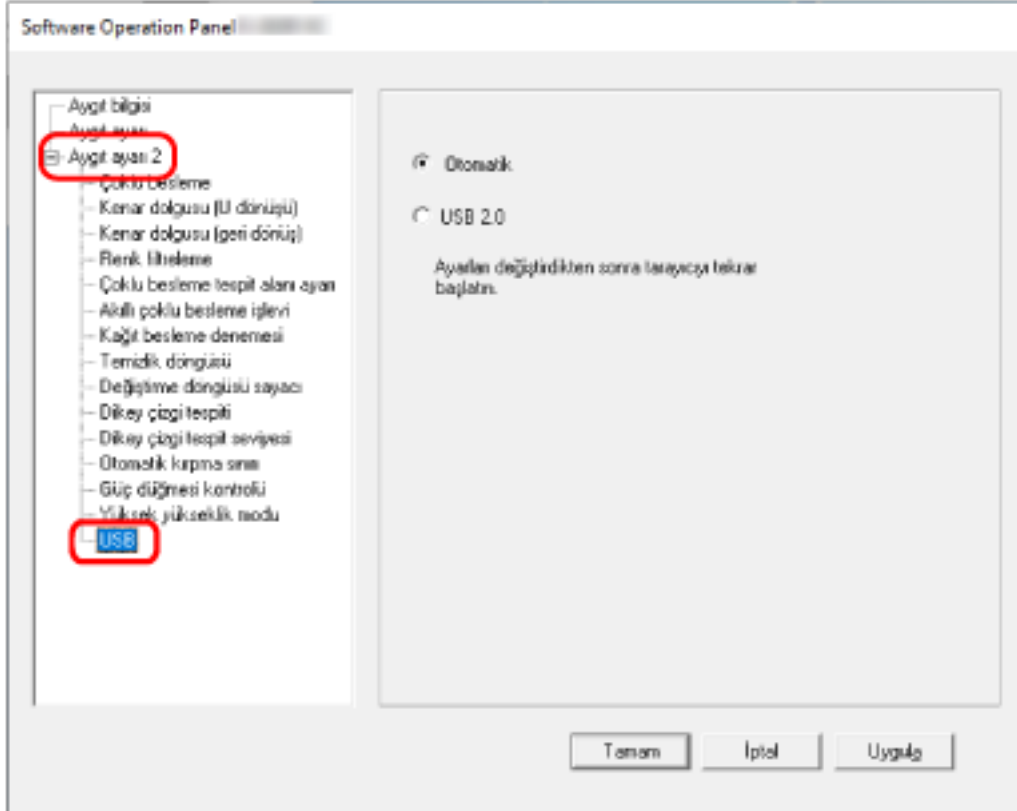 Software Operation Panel
Aygıt bilgisi
Aygıt ayarı
Aygıt ayarı 2
Çoklu besleme
Kenar dolgusu (U dönüşü)
Kenar dolgusu (geri dönüş)
Renk filtreleme
Çoklu besleme tespit alanı ayarı
Akıllı çoklu besleme işlevi
Kağıt besleme denemesi
Temizlik döngüsü
Değiştirme döngüsü sayacı
Dikey çizgi tespiti
Dikey çizgi tespit seviyesi
Otomatik kırpma sınırı
Güç düğmesi kontrolü
Yüksek yükseklik modu
USB
Otomatik
USB 2.0
Ayarları değiştirdikten sonra tarayıcıyı tekrar
başlatın.
Tamam
İptal
Uygula